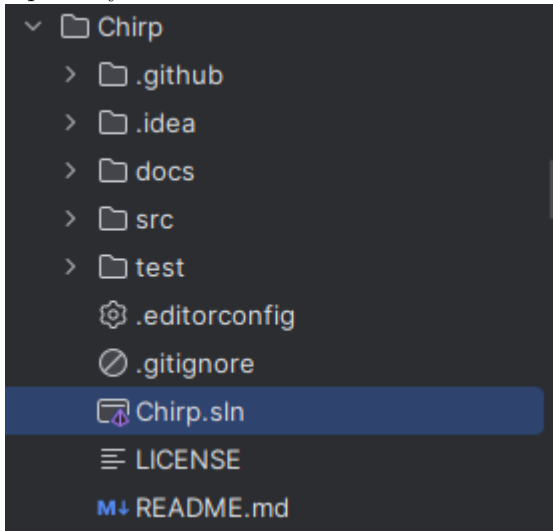 Chirp
.github
.idea
docs
src
test
.editorconfig
.gitignore
Chirp.sln
LICENSE
M↓ README.md